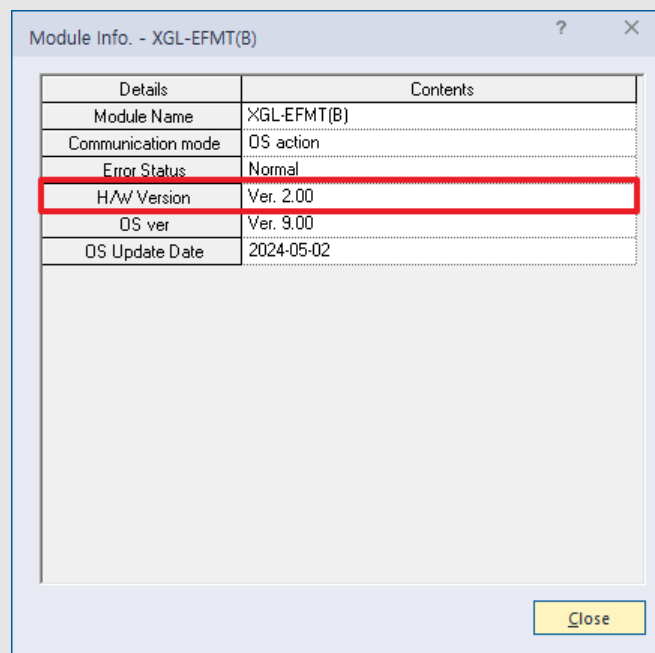 Module Info. - XGL-EFMT(B)
? ×
Details Contents
Module Name XGL-EFMT(B)
Communication mode OS action
Error Status Normal
H/W Version Ver. 2.00
OS ver Ver. 9.00
OS Update Date 2024-05-02
Close